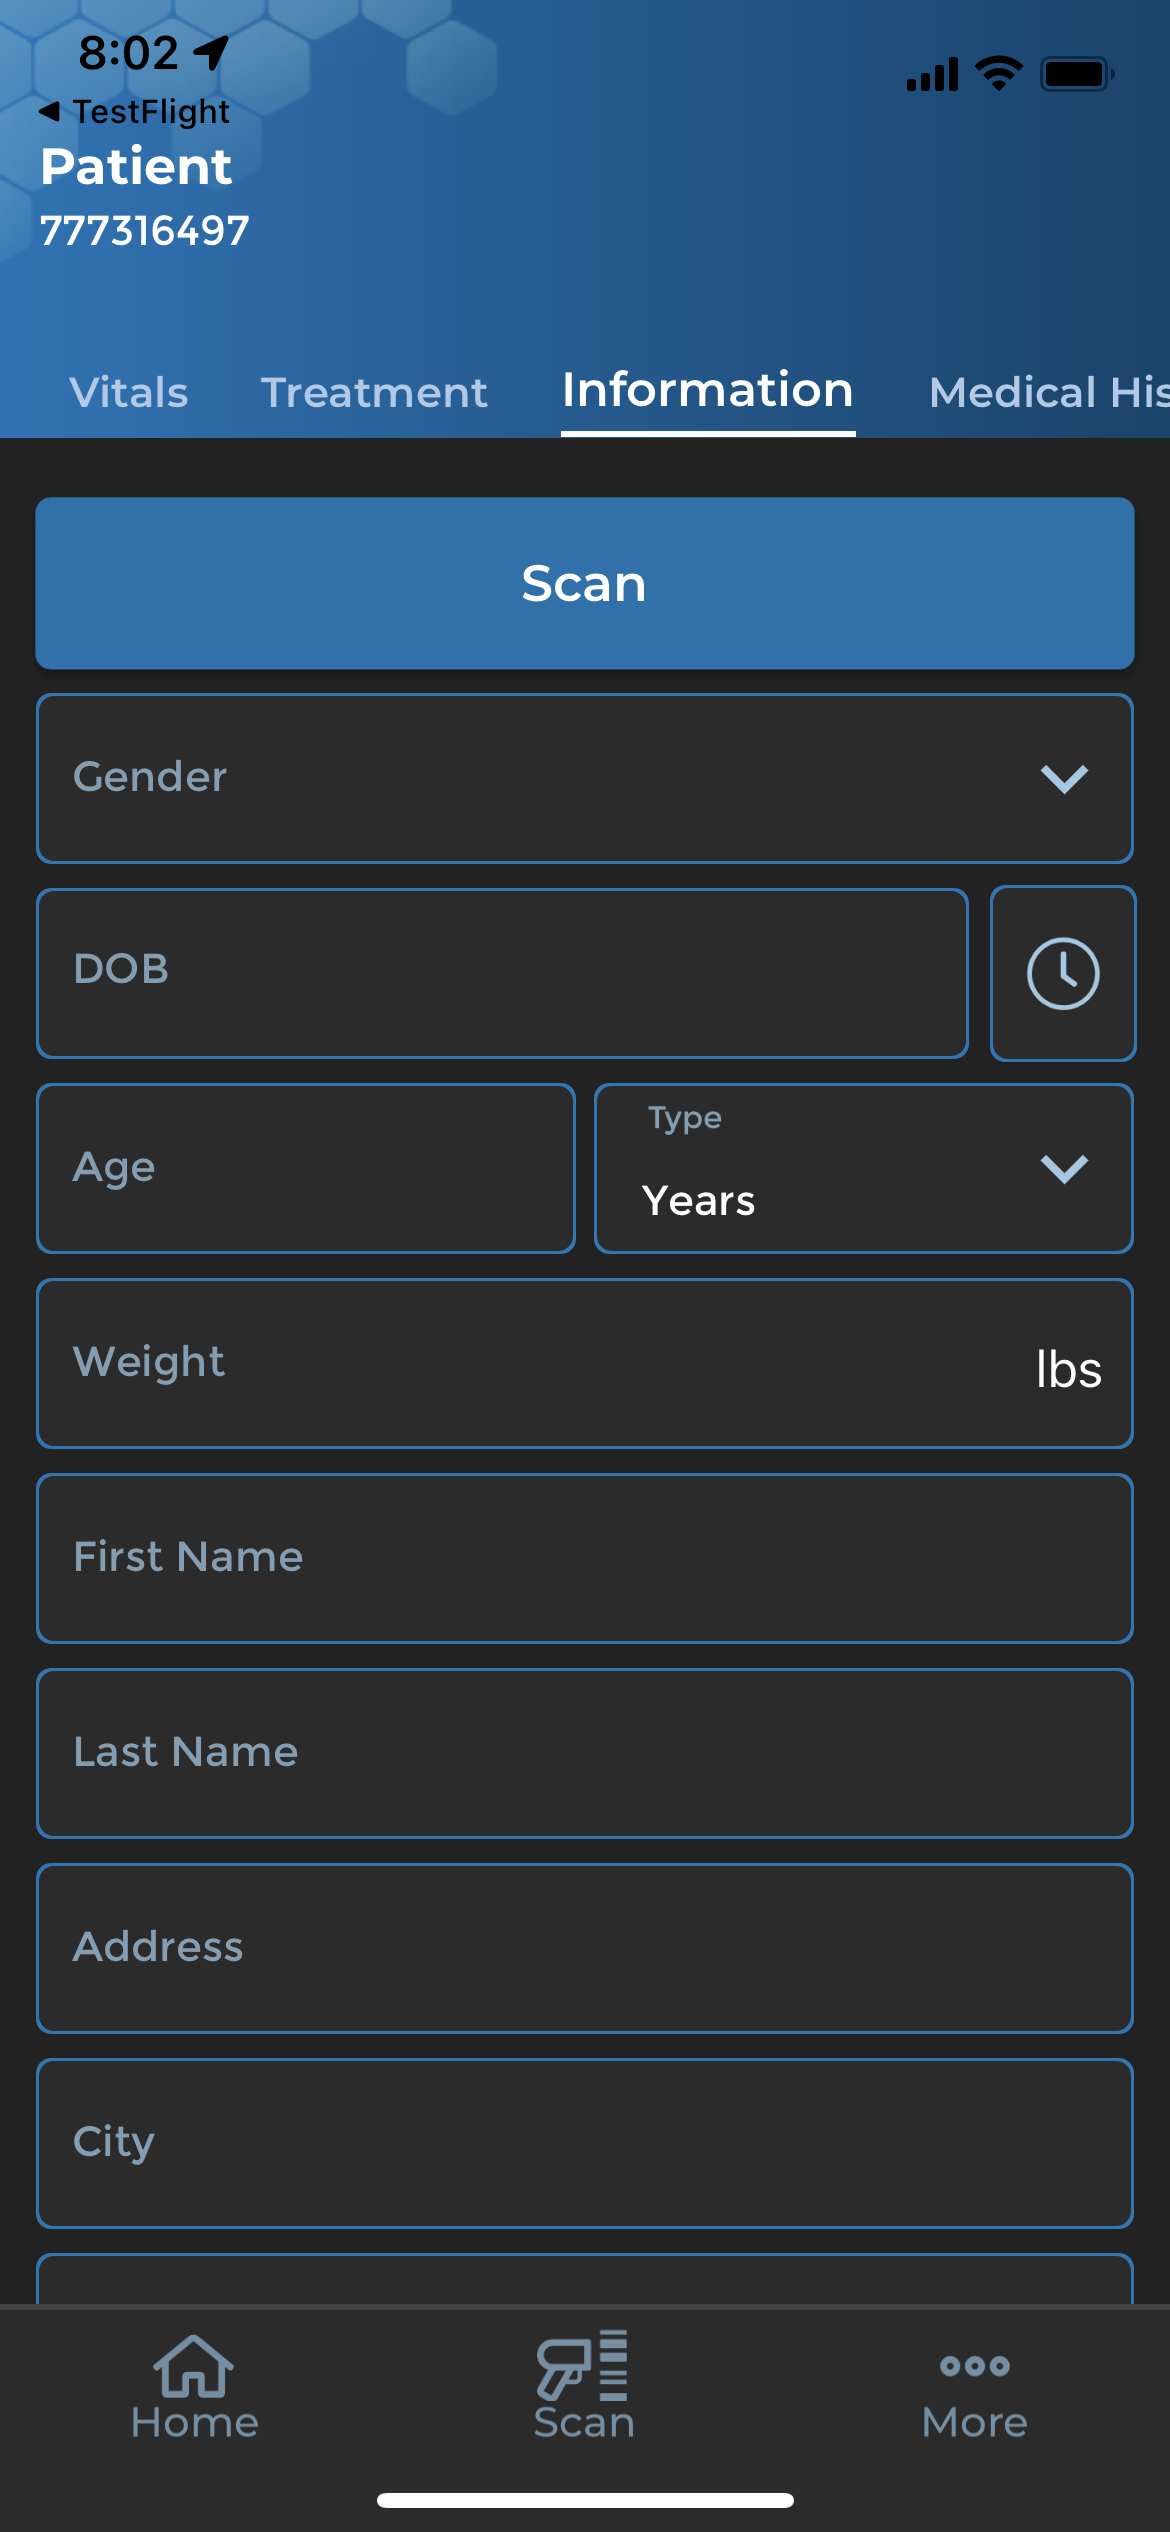 8:02
TestFlight
Patient
777316497
Vitals Treatment Information Medical His
Scan
Gender
DOB
Age
Type
Years
Weight lbs
First Name
Last Name
Address
City
Home Scan More